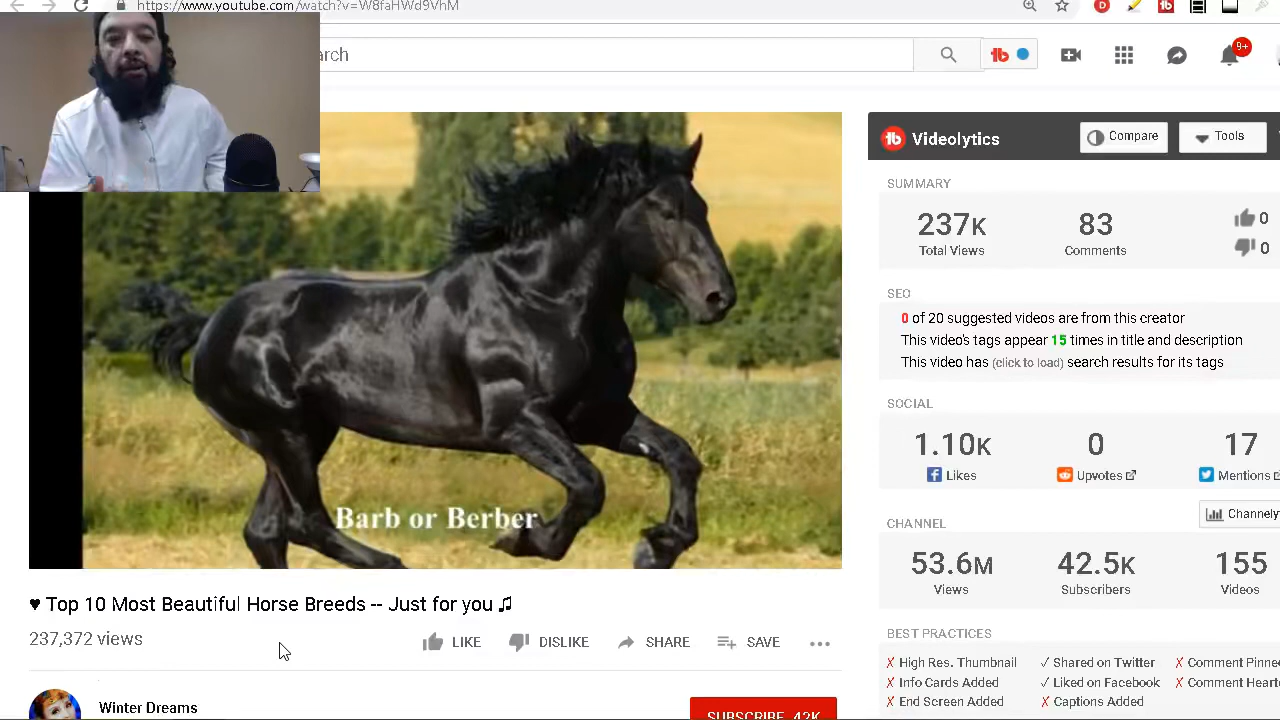 https://www.youtube.com/watch?v=W8faHWd9VhM
arch
9+
Videolytics
Compare
Tools
SUMMARY
237K
Total Views
83
Comments
0
0
SEO
0 of 20 suggested videos are from this creator
This video's tags appear 15 times in title and description
This video has (click to load) search results for its tags
SOCIAL
1.10K
Likes
0
Upvotes
17
Mentions
Channely
CHANNEL
53.6M
Views
42.5K
Subscribers
155
Videos
BEST PRACTICES
✗ High Res. Thumbnail ✓ Shared on Twitter ✗ Comment Pinne
✗ Info Cards Added ✓ Liked on Facebook ✗ Comment Hearte
✗ End Screen Added ✗ Captions Added
Barb or Berber
♥ Top 10 Most Beautiful Horse Breeds -- Just for you ♫
237,372 views
LIKE DISLIKE SHARE SAVE
Winter Dreams
SUBSCRIBE 42K